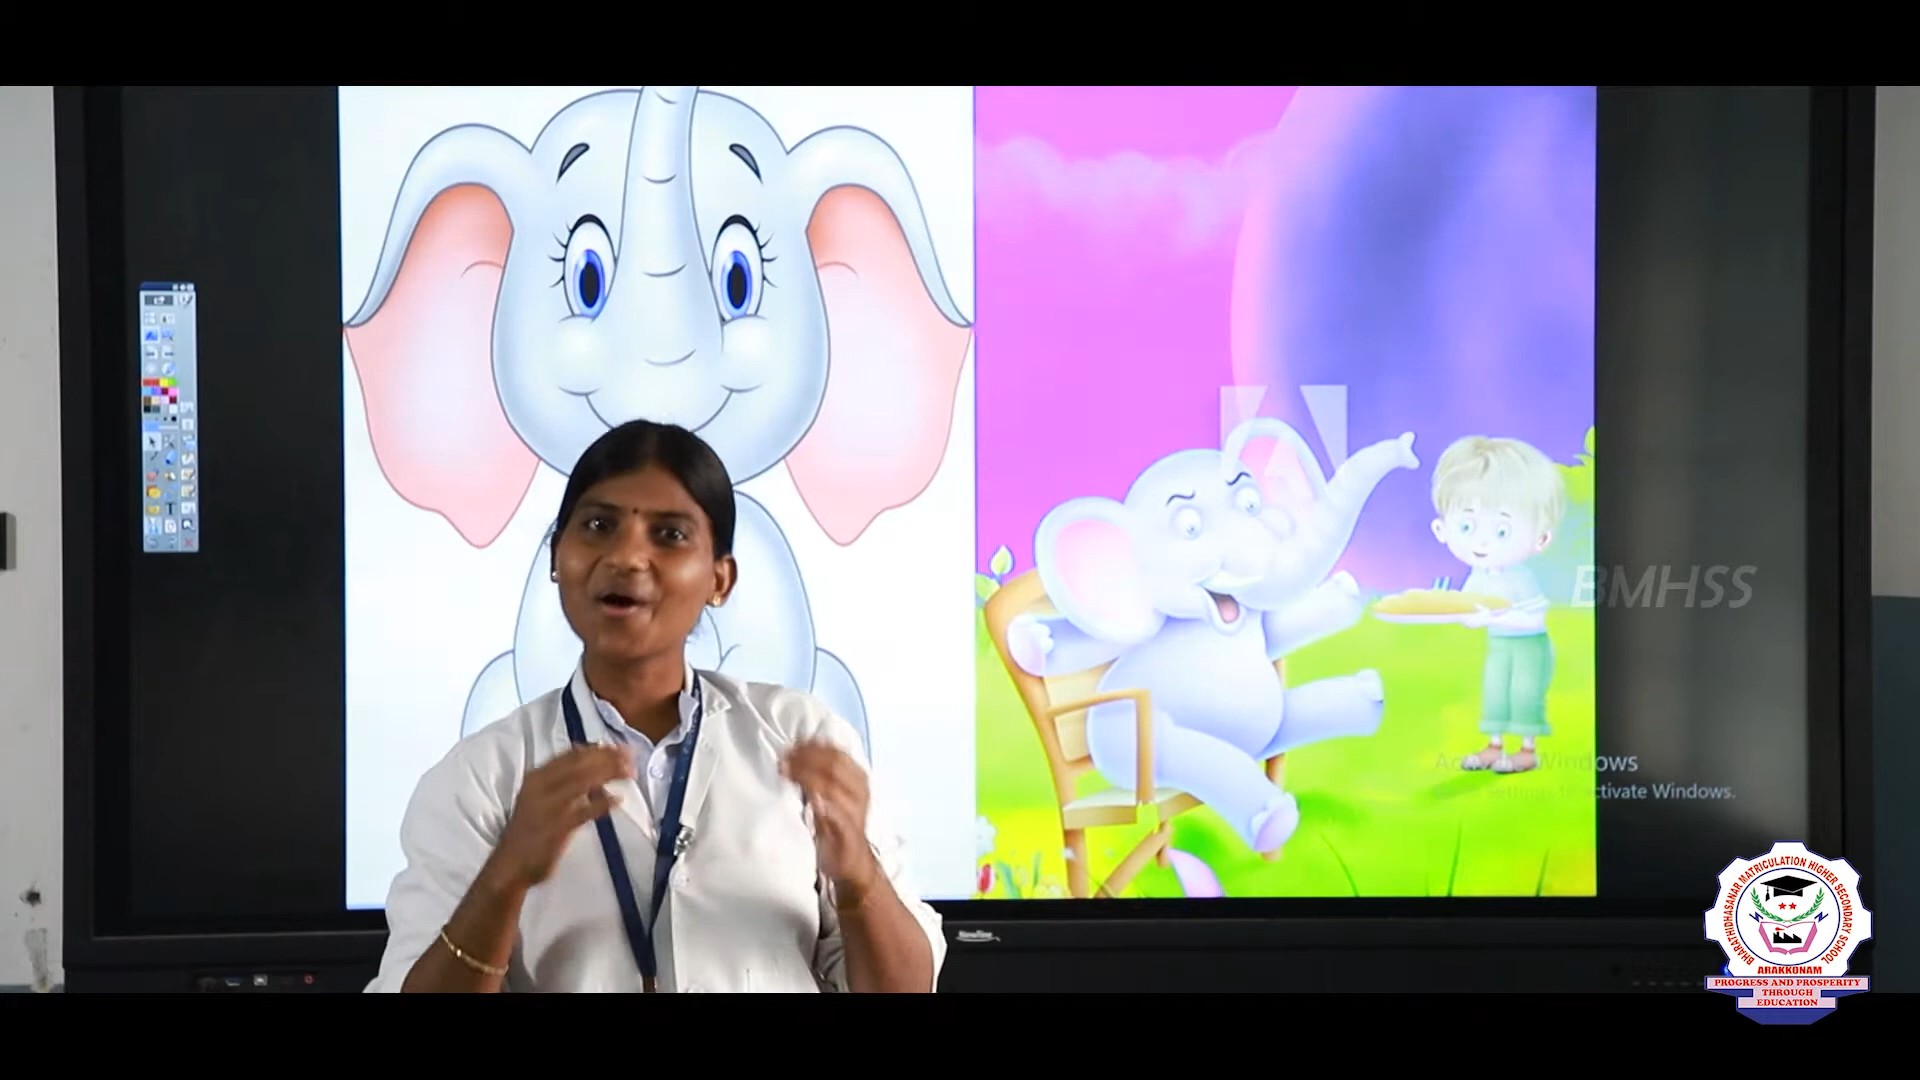 BMHSS
Activate Windows
Windows.
BHARATHIDHASANAR MATRICULATION HIGHER SECONDARY SCHOOL
ARAKKONAM
PROGRESS AND PROSPERITY
THROUGH
EDUCATION